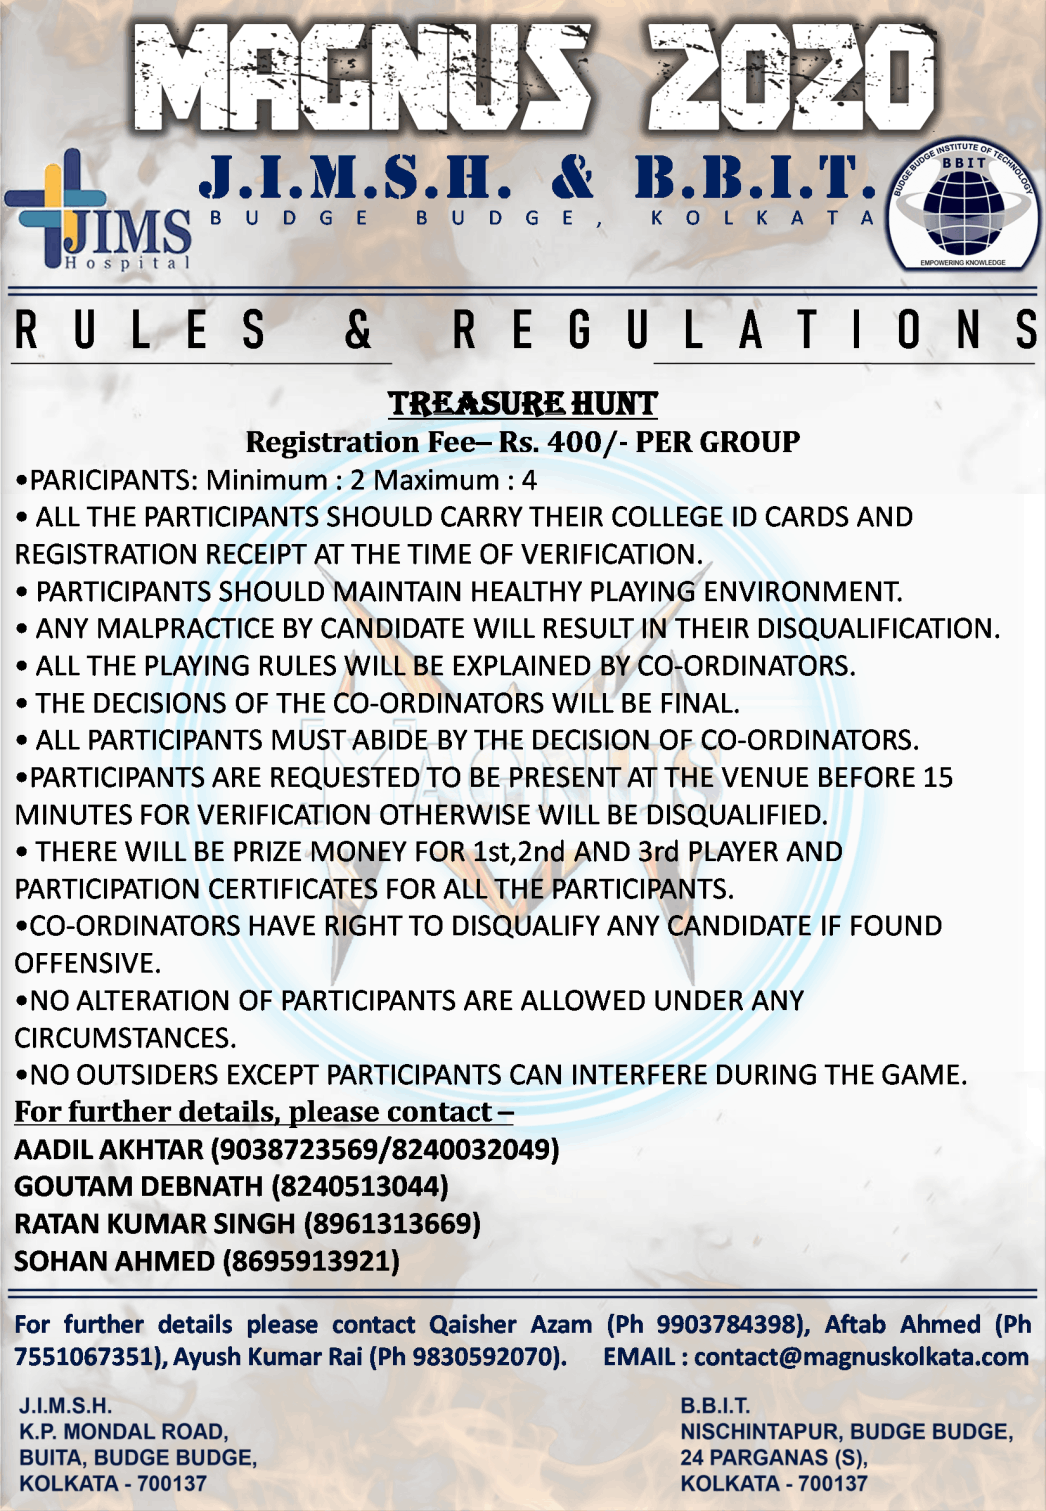 MAGNUS 2020
J.I.M.S.H. & B.B.I.T.
BUDGE BUDGE, KOLKATA
JIMS
Hospital
BUDGE BUDGE INSTITUTE OF TECHNOLOGY
BBIT
EMPOWERING KNOWLEDGE
RULES & REGULATIONS
TREASURE HUNT
Registration Fee– Rs. 400/- PER GROUP
•PARICIPANTS: Minimum : 2 Maximum : 4
• ALL THE PARTICIPANTS SHOULD CARRY THEIR COLLEGE ID CARDS AND
REGISTRATION RECEIPT AT THE TIME OF VERIFICATION.
• PARTICIPANTS SHOULD MAINTAIN HEALTHY PLAYING ENVIRONMENT.
• ANY MALPRACTICE BY CANDIDATE WILL RESULT IN THEIR DISQUALIFICATION.
• ALL THE PLAYING RULES WILL BE EXPLAINED BY CO-ORDINATORS.
• THE DECISIONS OF THE CO-ORDINATORS WILL BE FINAL.
• ALL PARTICIPANTS MUST ABIDE BY THE DECISION OF CO-ORDINATORS.
•PARTICIPANTS ARE REQUESTED TO BE PRESENT AT THE VENUE BEFORE 15
MINUTES FOR VERIFICATION OTHERWISE WILL BE DISQUALIFIED.
MAGNUS
• THERE WILL BE PRIZE MONEY FOR 1st,2nd AND 3rd PLAYER AND
PARTICIPATION CERTIFICATES FOR ALL THE PARTICIPANTS.
•CO-ORDINATORS HAVE RIGHT TO DISQUALIFY ANY CANDIDATE IF FOUND
OFFENSIVE.
•NO ALTERATION OF PARTICIPANTS ARE ALLOWED UNDER ANY
CIRCUMSTANCES.
•NO OUTSIDERS EXCEPT PARTICIPANTS CAN INTERFERE DURING THE GAME.
For further details, please contact –
AADIL AKHTAR (9038723569/8240032049)
GOUTAM DEBNATH (8240513044)
RATAN KUMAR SINGH (8961313669)
SOHAN AHMED (8695913921)
For further details please contact Qaisher Azam (Ph 9903784398), Aftab Ahmed (Ph
7551067351), Ayush Kumar Rai (Ph 9830592070). EMAIL : contact@magnuskolkata.com
J.I.M.S.H.
K.P. MONDAL ROAD,
BUITA, BUDGE BUDGE,
KOLKATA - 700137
B.B.I.T.
NISCHINTAPUR, BUDGE BUDGE,
24 PARGANAS (S),
KOLKATA - 700137